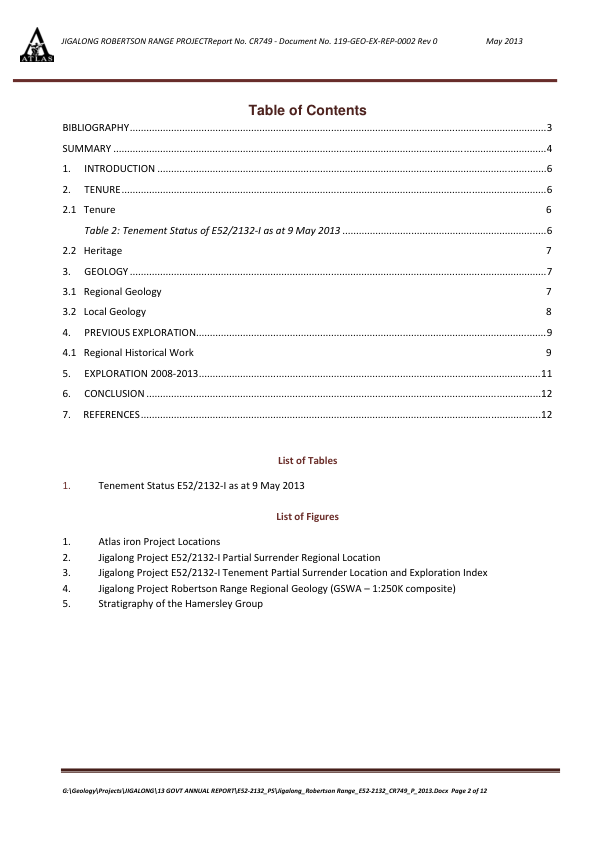 ATLAS
JIGALONG ROBERTSON RANGE PROJECTReport No. CR749 - Document No. 119-GEO-EX-REP-0002 Rev 0 May 2013
Table of Contents
BIBLIOGRAPHY 3
SUMMARY 4
1. INTRODUCTION 6
2. TENURE 6
2.1 Tenure 6
Table 2: Tenement Status of E52/2132-I as at 9 May 2013 6
2.2 Heritage 7
3. GEOLOGY 7
3.1 Regional Geology 7
3.2 Local Geology 8
4. PREVIOUS EXPLORATION 9
4.1 Regional Historical Work 9
5. EXPLORATION 2008-2013 11
6. CONCLUSION 12
7. REFERENCES 12
List of Tables
1. Tenement Status E52/2132-I as at 9 May 2013
List of Figures
1. Atlas iron Project Locations
2. Jigalong Project E52/2132-I Partial Surrender Regional Location
3. Jigalong Project E52/2132-I Tenement Partial Surrender Location and Exploration Index
4. Jigalong Project Robertson Range Regional Geology (GSWA – 1:250K composite)
5. Stratigraphy of the Hamersley Group
G:\Geology\Projects\JIGALONG\13 GOVT ANNUAL REPORT\E52-2132_PS\Jigalong_Robertson Range_E52-2132_CR749_P_2013.Docx Page 2 of 12